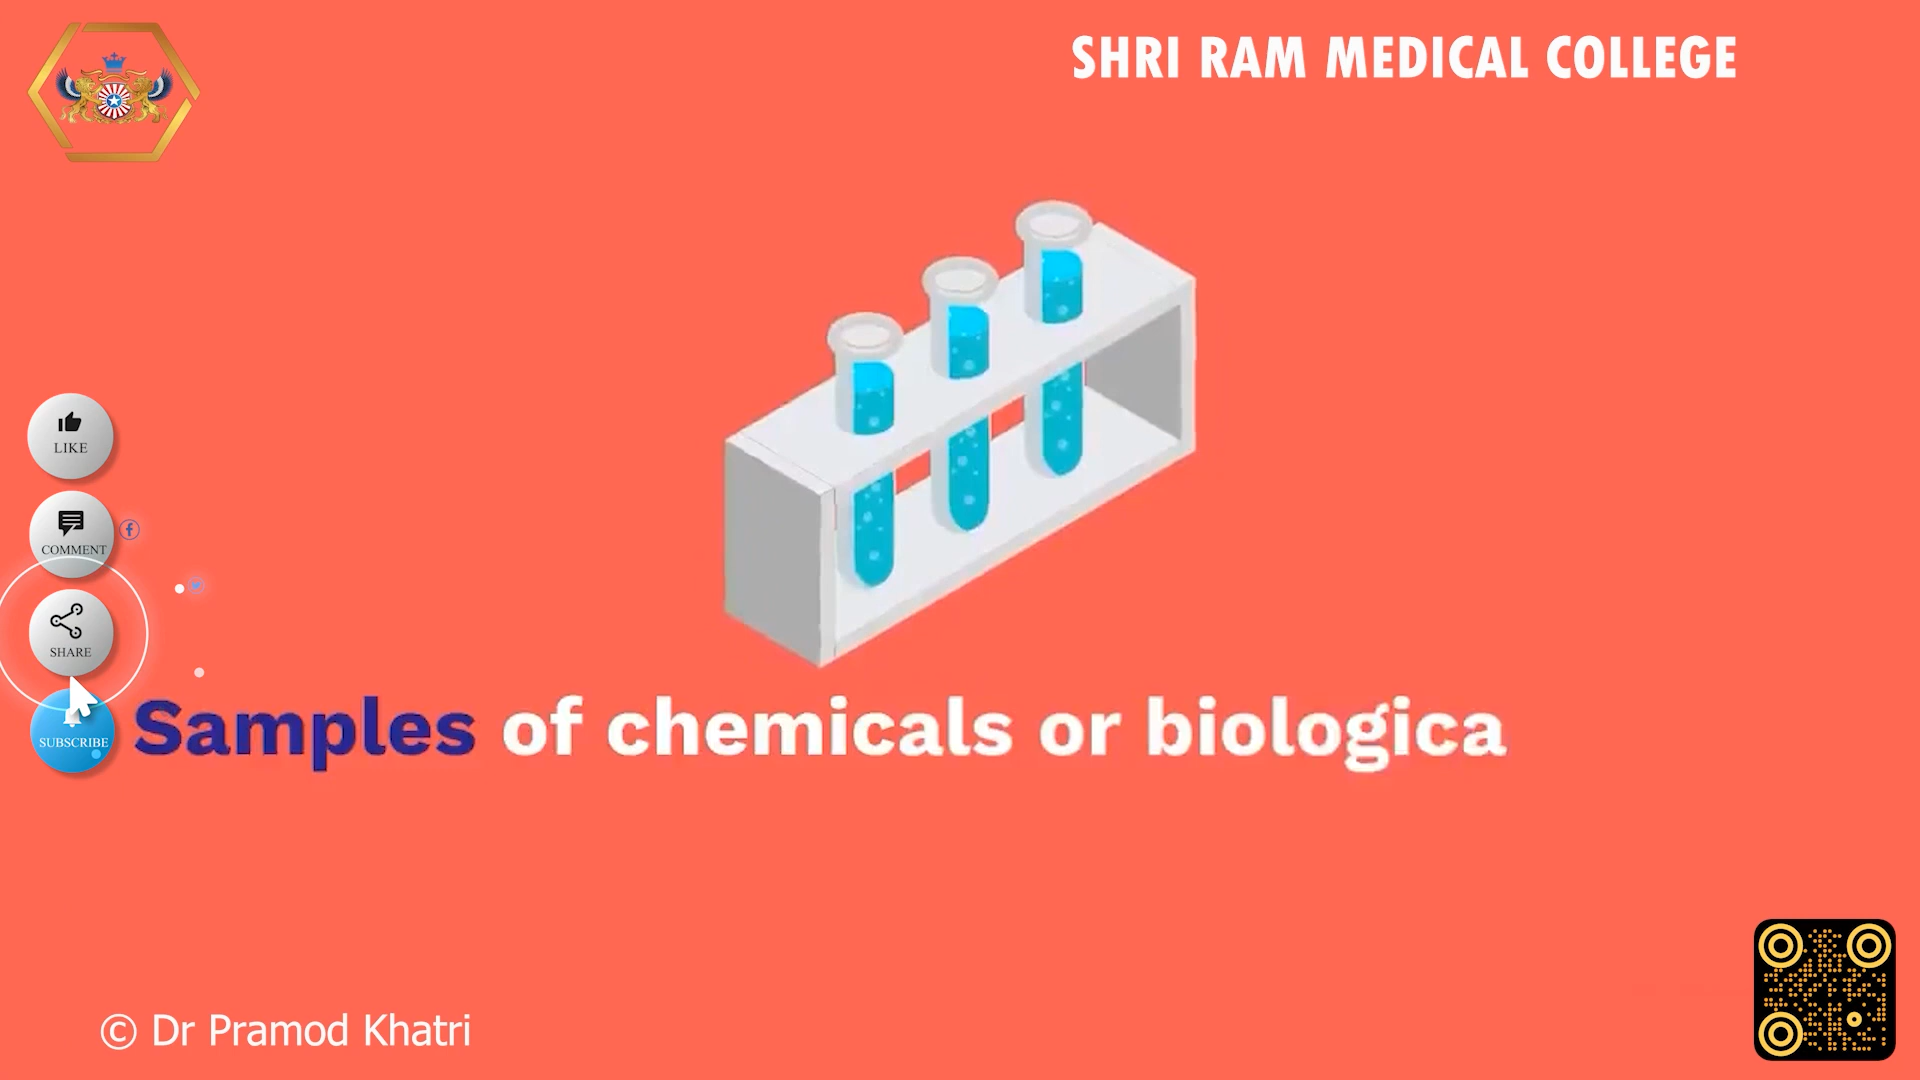 SHRI RAM MEDICAL COLLEGE
LIKE
COMMENT
SHARE
SUBSCRIBE
Samples of chemicals or biologica
© Dr Pramod Khatri